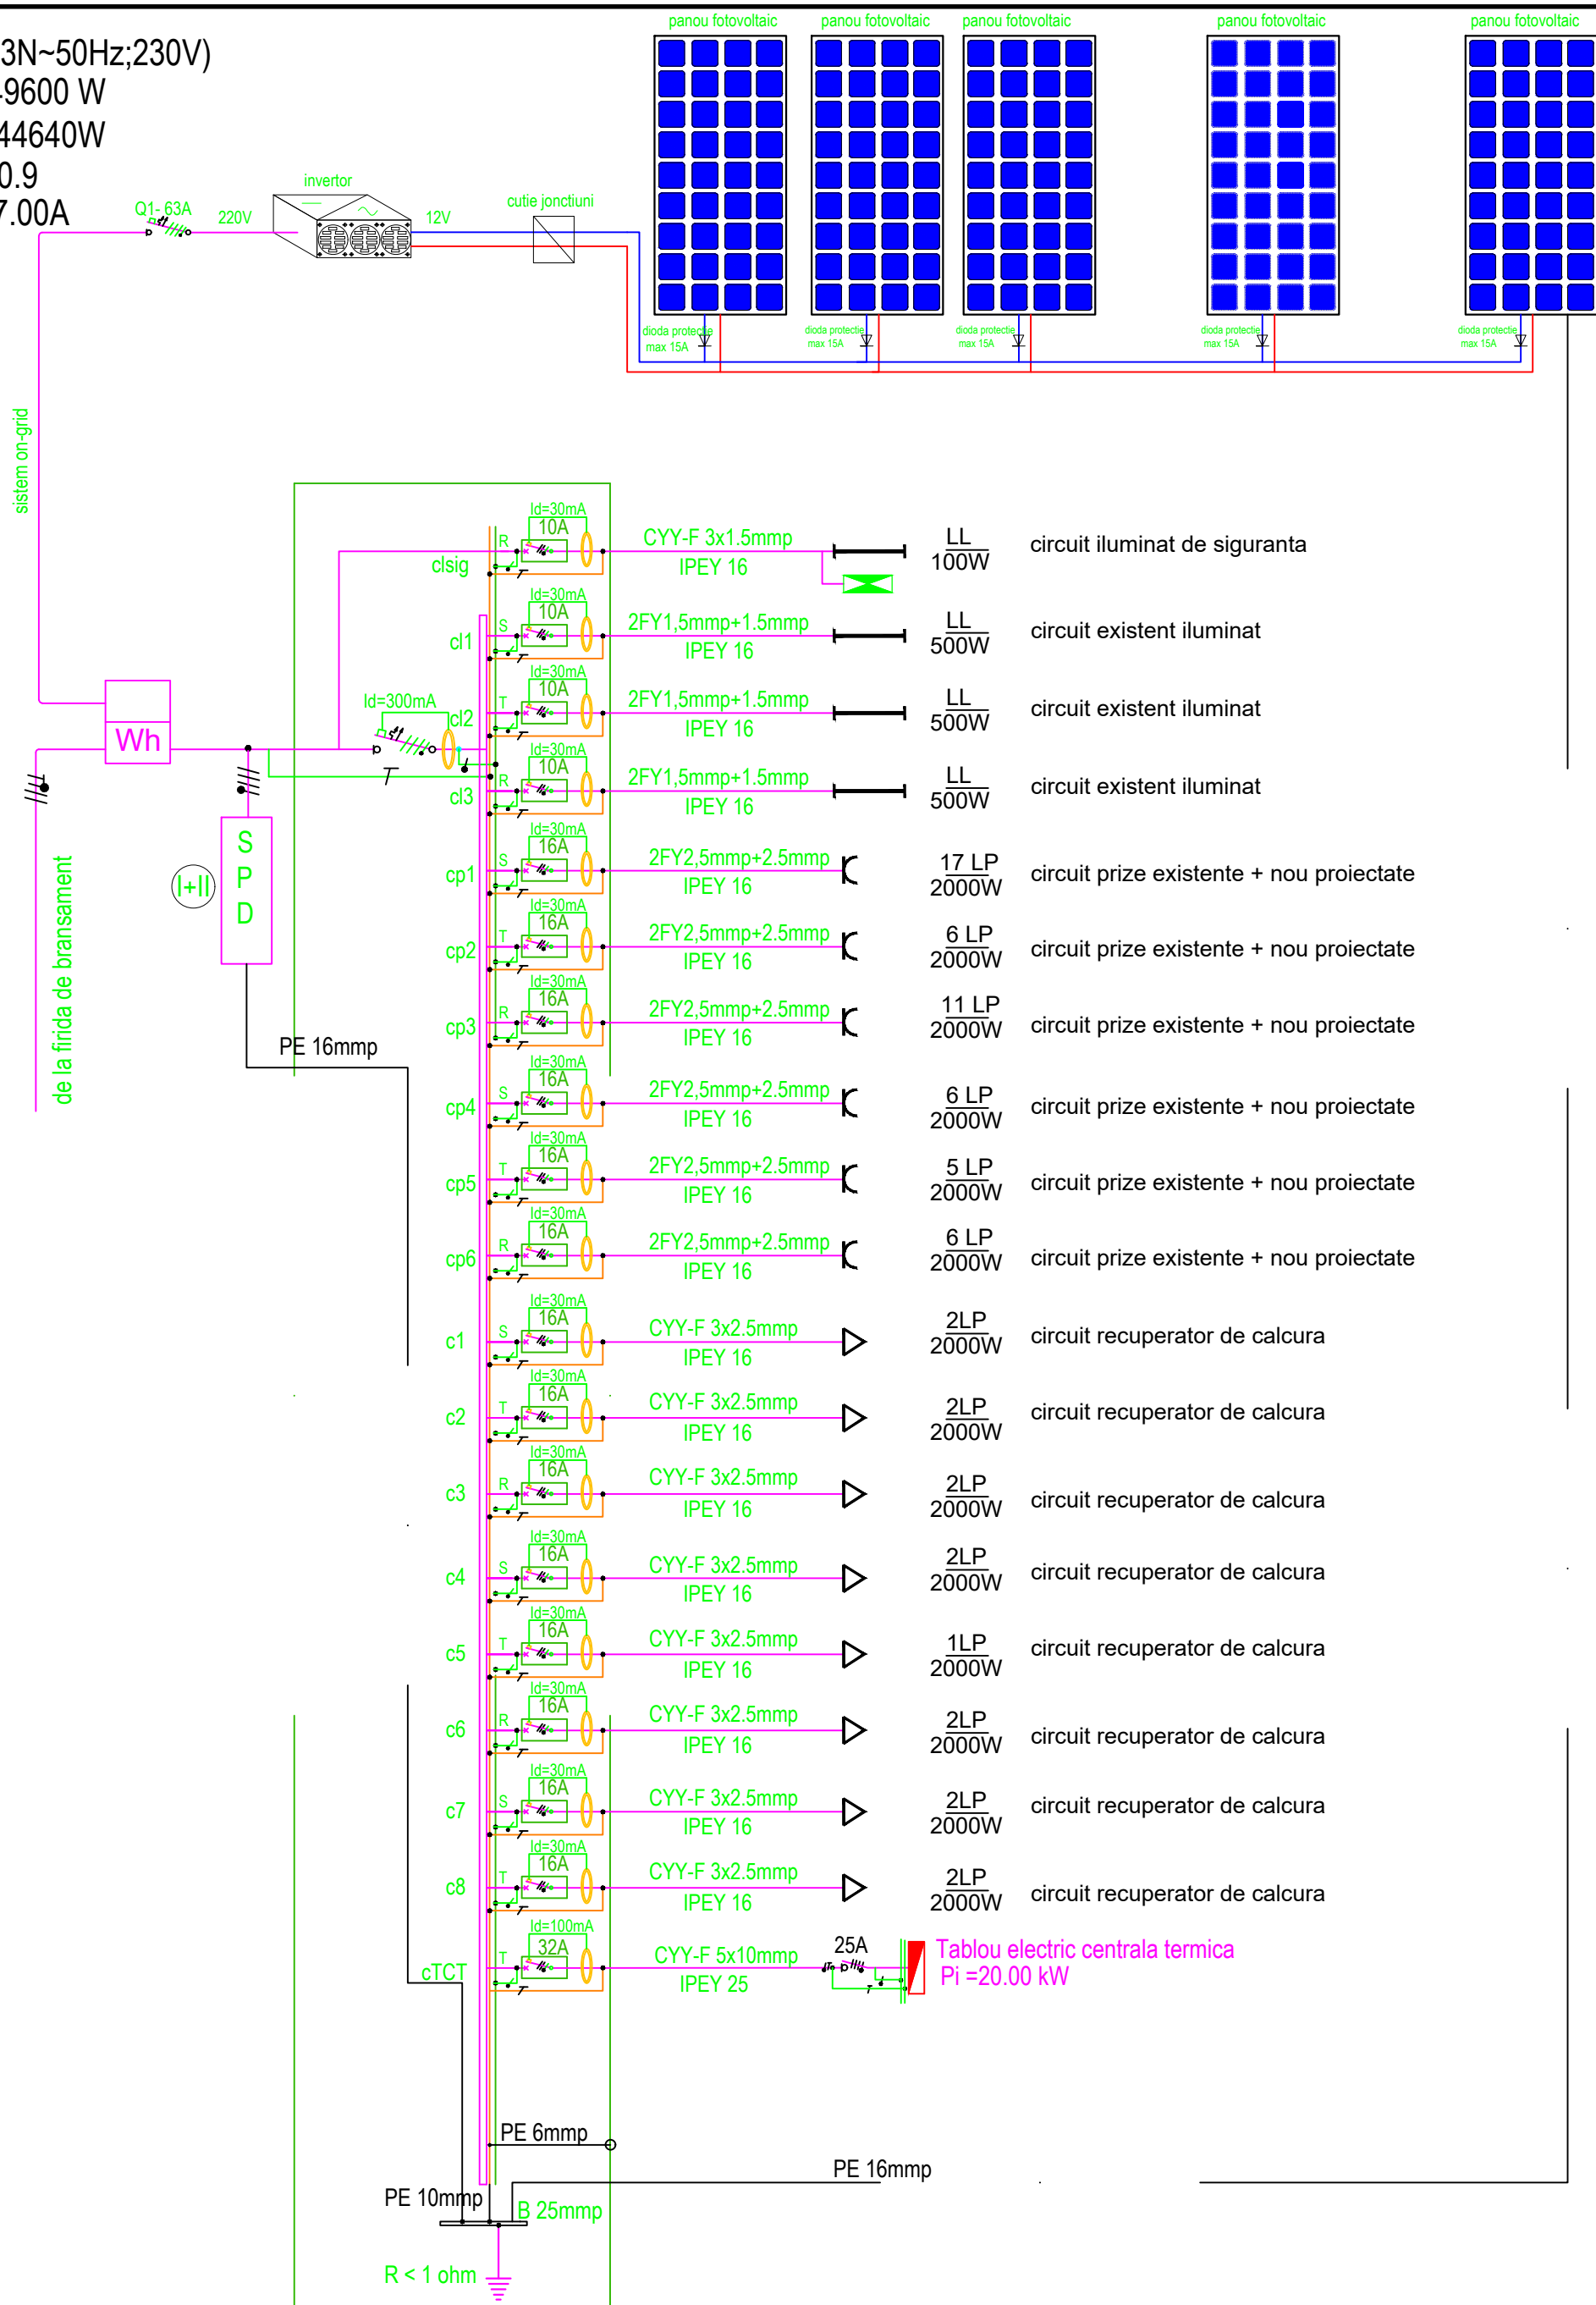 panou fotovoltaic
panou fotovoltaic
panou fotovoltaic
panou fotovoltaic
panou fotovoltaic
3N~50Hz;230V)
9600 W
44640W
0.9
7.00A
Q1- 63A
220V
invertor
12V
cutie jonctiuni
dioda protectie
max 15A
dioda protectie
max 15A
dioda protectie
max 15A
dioda protectie
max 15A
dioda protectie
max 15A
sistem on-grid
Wh
Id=300mA
S
P
D
I+II
de la firida de bransament
PE 16mmp
clsig
R
Id=30mA
10A
CYY-F 3x1.5mmp
IPEY 16
LL
100W
circuit iluminat de siguranta
cl1
S
Id=30mA
10A
2FY1,5mmp+1.5mmp
IPEY 16
LL
500W
circuit existent iluminat
cl2
T
Id=30mA
10A
2FY1,5mmp+1.5mmp
IPEY 16
LL
500W
circuit existent iluminat
cl3
R
Id=30mA
10A
2FY1,5mmp+1.5mmp
IPEY 16
LL
500W
circuit existent iluminat
cp1
S
Id=30mA
16A
2FY2,5mmp+2.5mmp
IPEY 16
17 LP
2000W
circuit prize existente + nou proiectate
cp2
T
Id=30mA
16A
2FY2,5mmp+2.5mmp
IPEY 16
6 LP
2000W
circuit prize existente + nou proiectate
cp3
R
Id=30mA
16A
2FY2,5mmp+2.5mmp
IPEY 16
11 LP
2000W
circuit prize existente + nou proiectate
cp4
S
Id=30mA
16A
2FY2,5mmp+2.5mmp
IPEY 16
6 LP
2000W
circuit prize existente + nou proiectate
cp5
T
Id=30mA
16A
2FY2,5mmp+2.5mmp
IPEY 16
5 LP
2000W
circuit prize existente + nou proiectate
cp6
R
Id=30mA
16A
2FY2,5mmp+2.5mmp
IPEY 16
6 LP
2000W
circuit prize existente + nou proiectate
c1
S
Id=30mA
16A
CYY-F 3x2.5mmp
IPEY 16
2LP
2000W
circuit recuperator de calcura
c2
T
Id=30mA
16A
CYY-F 3x2.5mmp
IPEY 16
2LP
2000W
circuit recuperator de calcura
c3
R
Id=30mA
16A
CYY-F 3x2.5mmp
IPEY 16
2LP
2000W
circuit recuperator de calcura
c4
S
Id=30mA
16A
CYY-F 3x2.5mmp
IPEY 16
2LP
2000W
circuit recuperator de calcura
c5
T
Id=30mA
16A
CYY-F 3x2.5mmp
IPEY 16
1LP
2000W
circuit recuperator de calcura
c6
R
Id=30mA
16A
CYY-F 3x2.5mmp
IPEY 16
2LP
2000W
circuit recuperator de calcura
c7
S
Id=30mA
16A
CYY-F 3x2.5mmp
IPEY 16
2LP
2000W
circuit recuperator de calcura
c8
T
Id=30mA
16A
CYY-F 3x2.5mmp
IPEY 16
2LP
2000W
circuit recuperator de calcura
cTCT
T
Id=100mA
32A
CYY-F 5x10mmp
IPEY 25
25A
Tablou electric centrala termica
Pi =20.00 kW
PE 6mmp
PE 16mmp
PE 10mmp
B 25mmp
R < 1 ohm